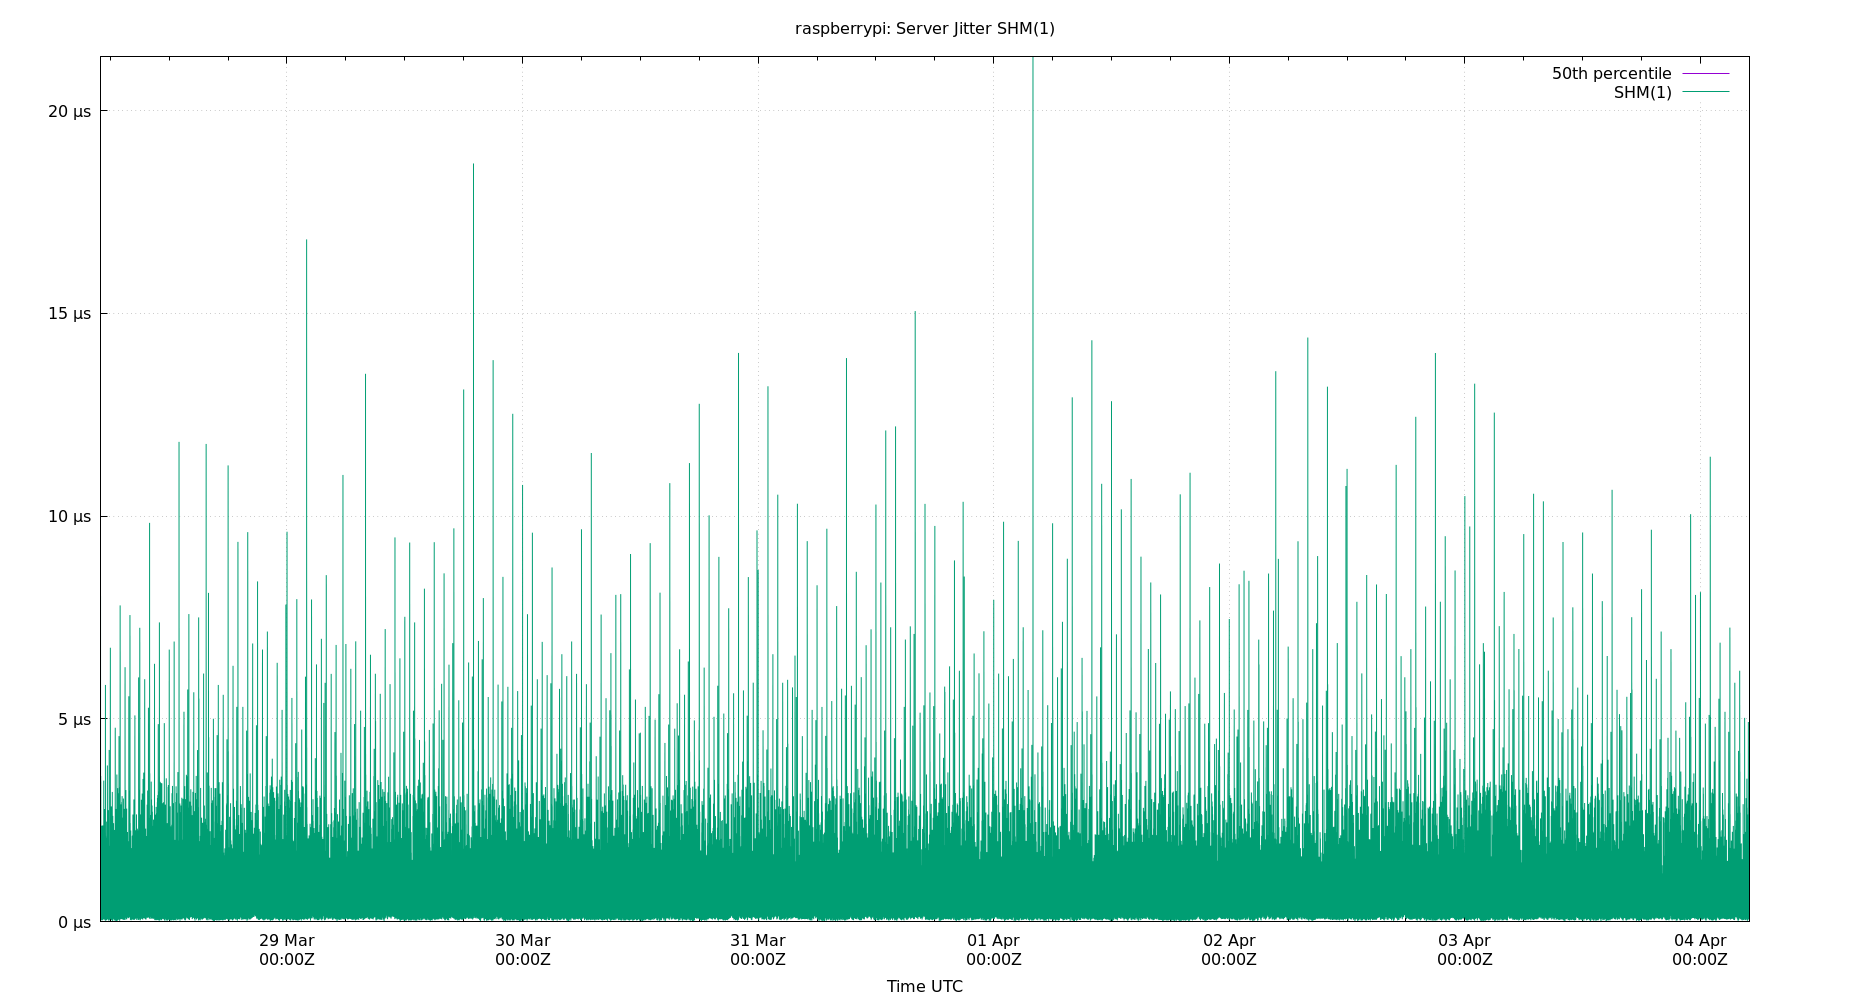 raspberrypi: Server Jitter SHM(1)
50th percentile
SHM(1)
20 µs
15 µs
10 µs
5 µs
0 µs
29 Mar
00:00Z
30 Mar
00:00Z
31 Mar
00:00Z
01 Apr
00:00Z
02 Apr
00:00Z
03 Apr
00:00Z
04 Apr
00:00Z
Time UTC